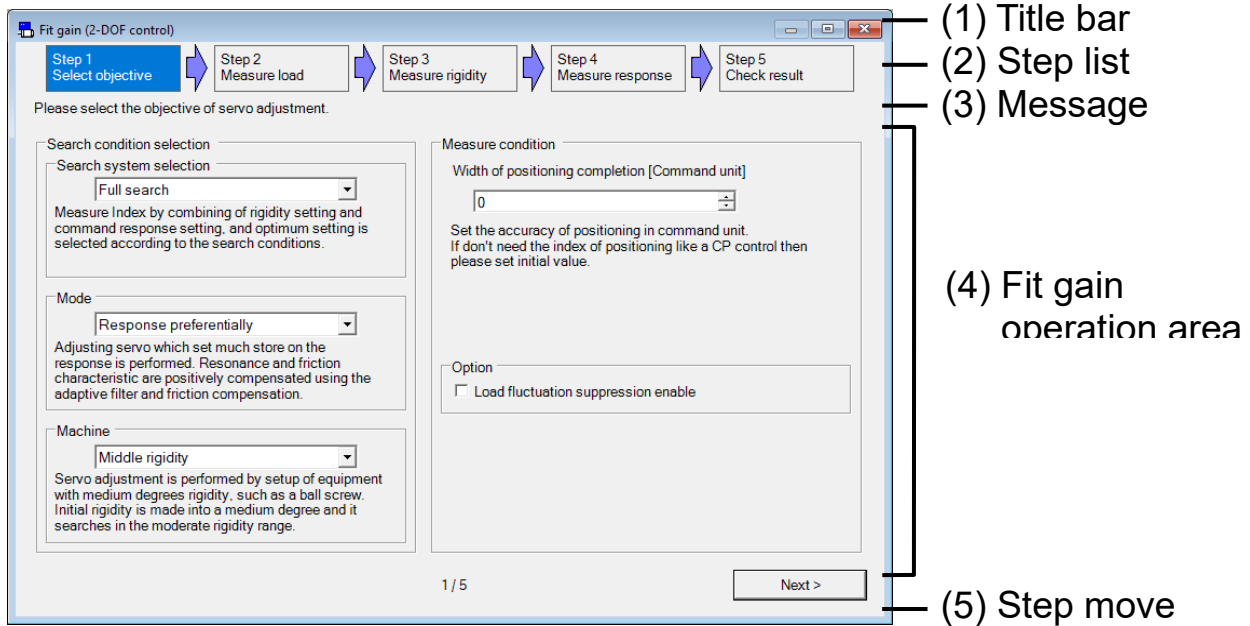 Fit gain (2-DOF control)
(1) Title bar
Step 1
Select objective
Step 2
Measure load
Step 3
Measure rigidity
Step 4
Measure response
Step 5
Check result
(2) Step list
Please select the objective of servo adjustment.
(3) Message
Search condition selection
Search system selection
Full search
Measure Index by combining of rigidity setting and
command response setting, and optimum setting is
selected according to the search conditions.
Mode
Response preferentially
Adjusting servo which set much store on the
response is performed. Resonance and friction
characteristic are positively compensated using the
adaptive filter and friction compensation.
Machine
Middle rigidity
Servo adjustment is performed by setup of equipment
with medium degrees rigidity, such as a ball screw.
Initial rigidity is made into a medium degree and it
searches in the moderate rigidity range.
Measure condition
Width of positioning completion [Command unit]
0
Set the accuracy of positioning in command unit.
If don't need the index of positioning like a CP control then
please set initial value.
Option
Load fluctuation suppression enable
(4) Fit gain
operation area
1 / 5
Next >
(5) Step move